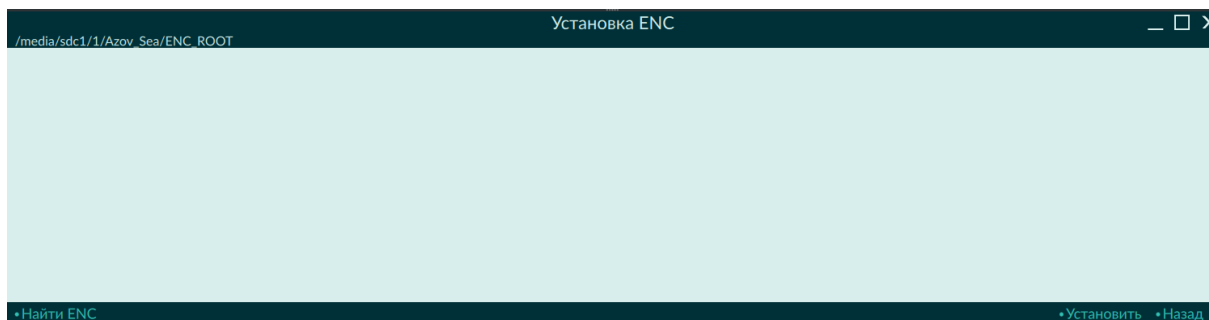 Установка ENC
/media/sdc1/1/Azov_Sea/ENC_ROOT
•Найти ENC
•Установить •Назад